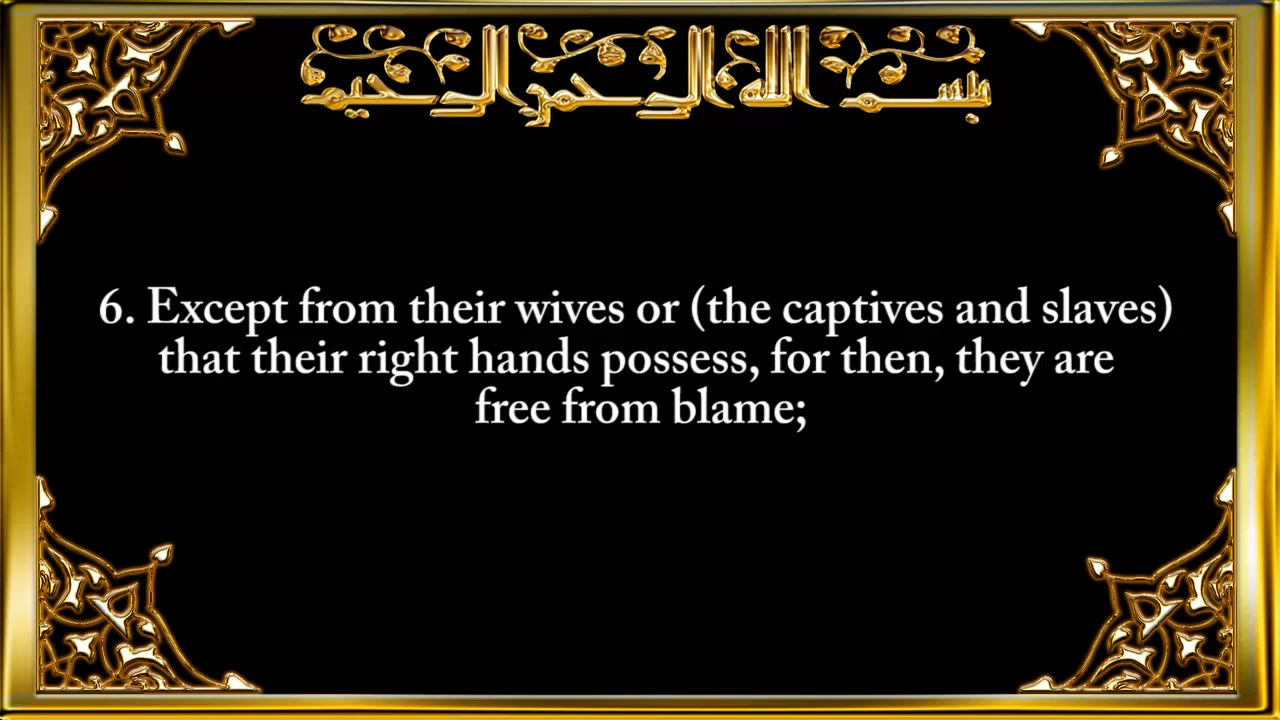 بسم الله الرحمن الرحيم
6. Except from their wives or (the captives and slaves)
that their right hands possess, for then, they are
free from blame;